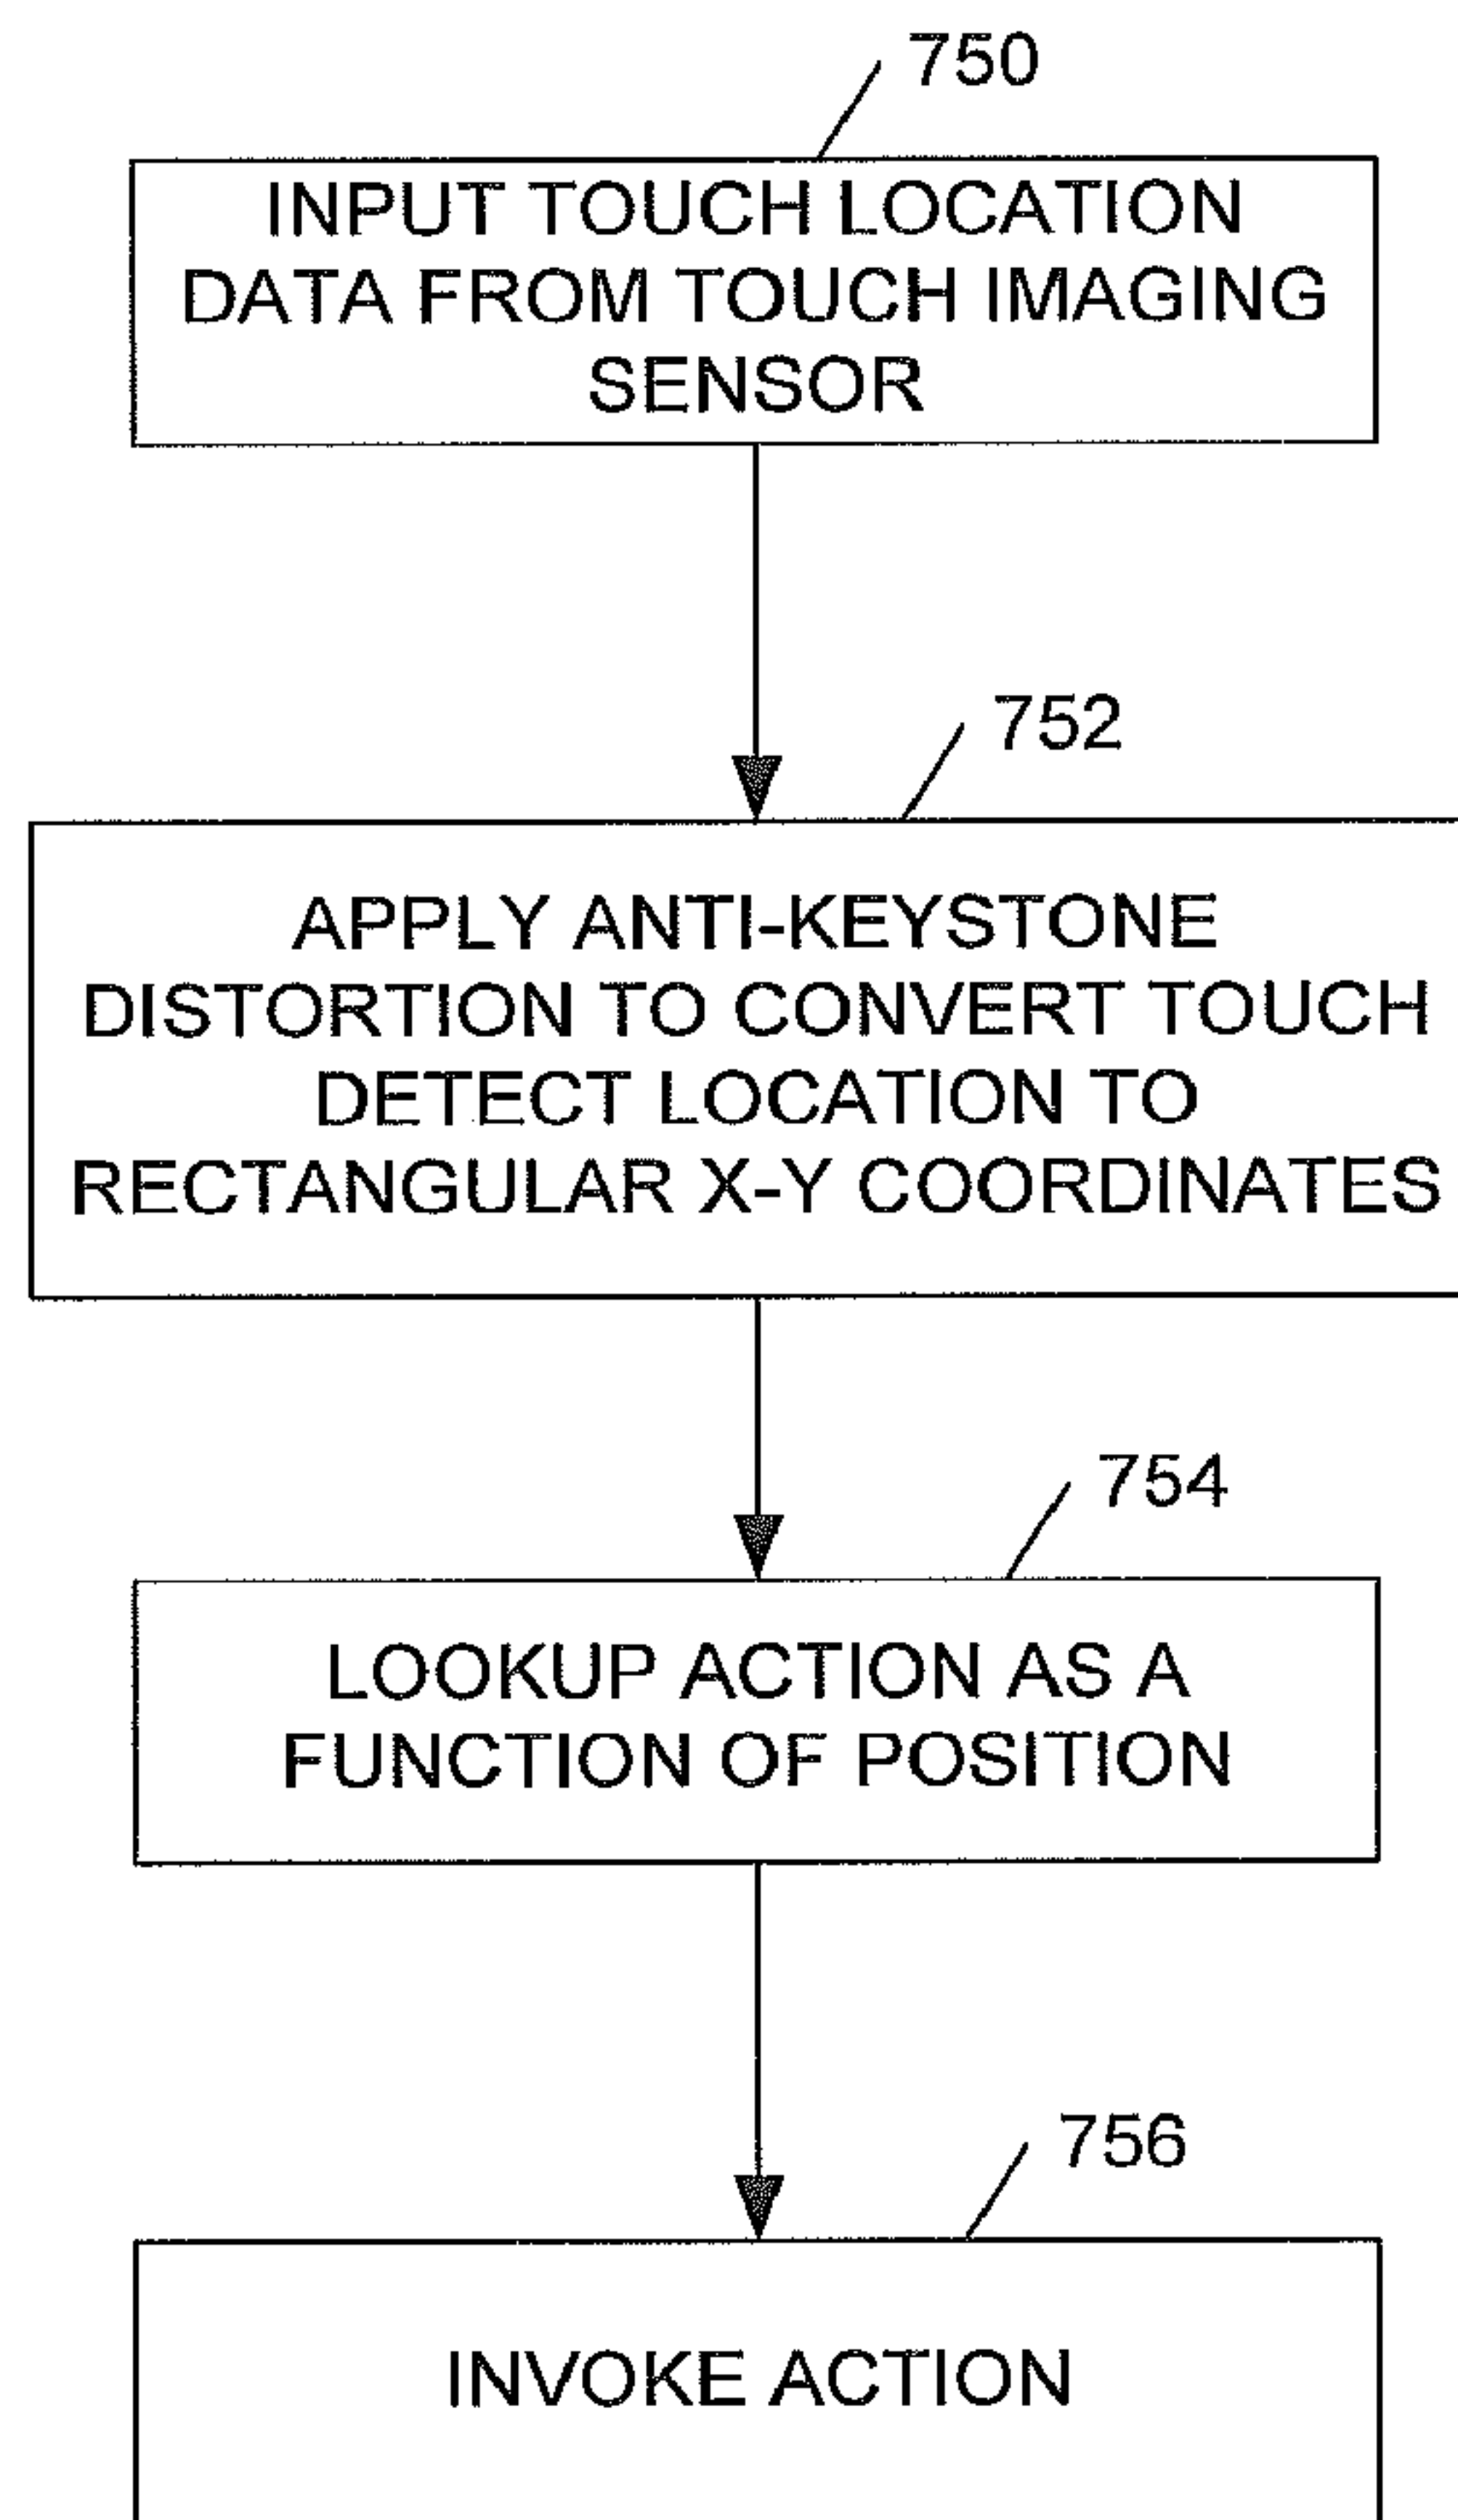 750
INPUT TOUCH LOCATION
DATA FROM TOUCH IMAGING
SENSOR
752
APPLY ANTI-KEYSTONE
DISTORTION TO CONVERT TOUCH
DETECT LOCATION TO
RECTANGULAR X-Y COORDINATES
754
LOOKUP ACTION AS A
FUNCTION OF POSITION
756
INVOKE ACTION